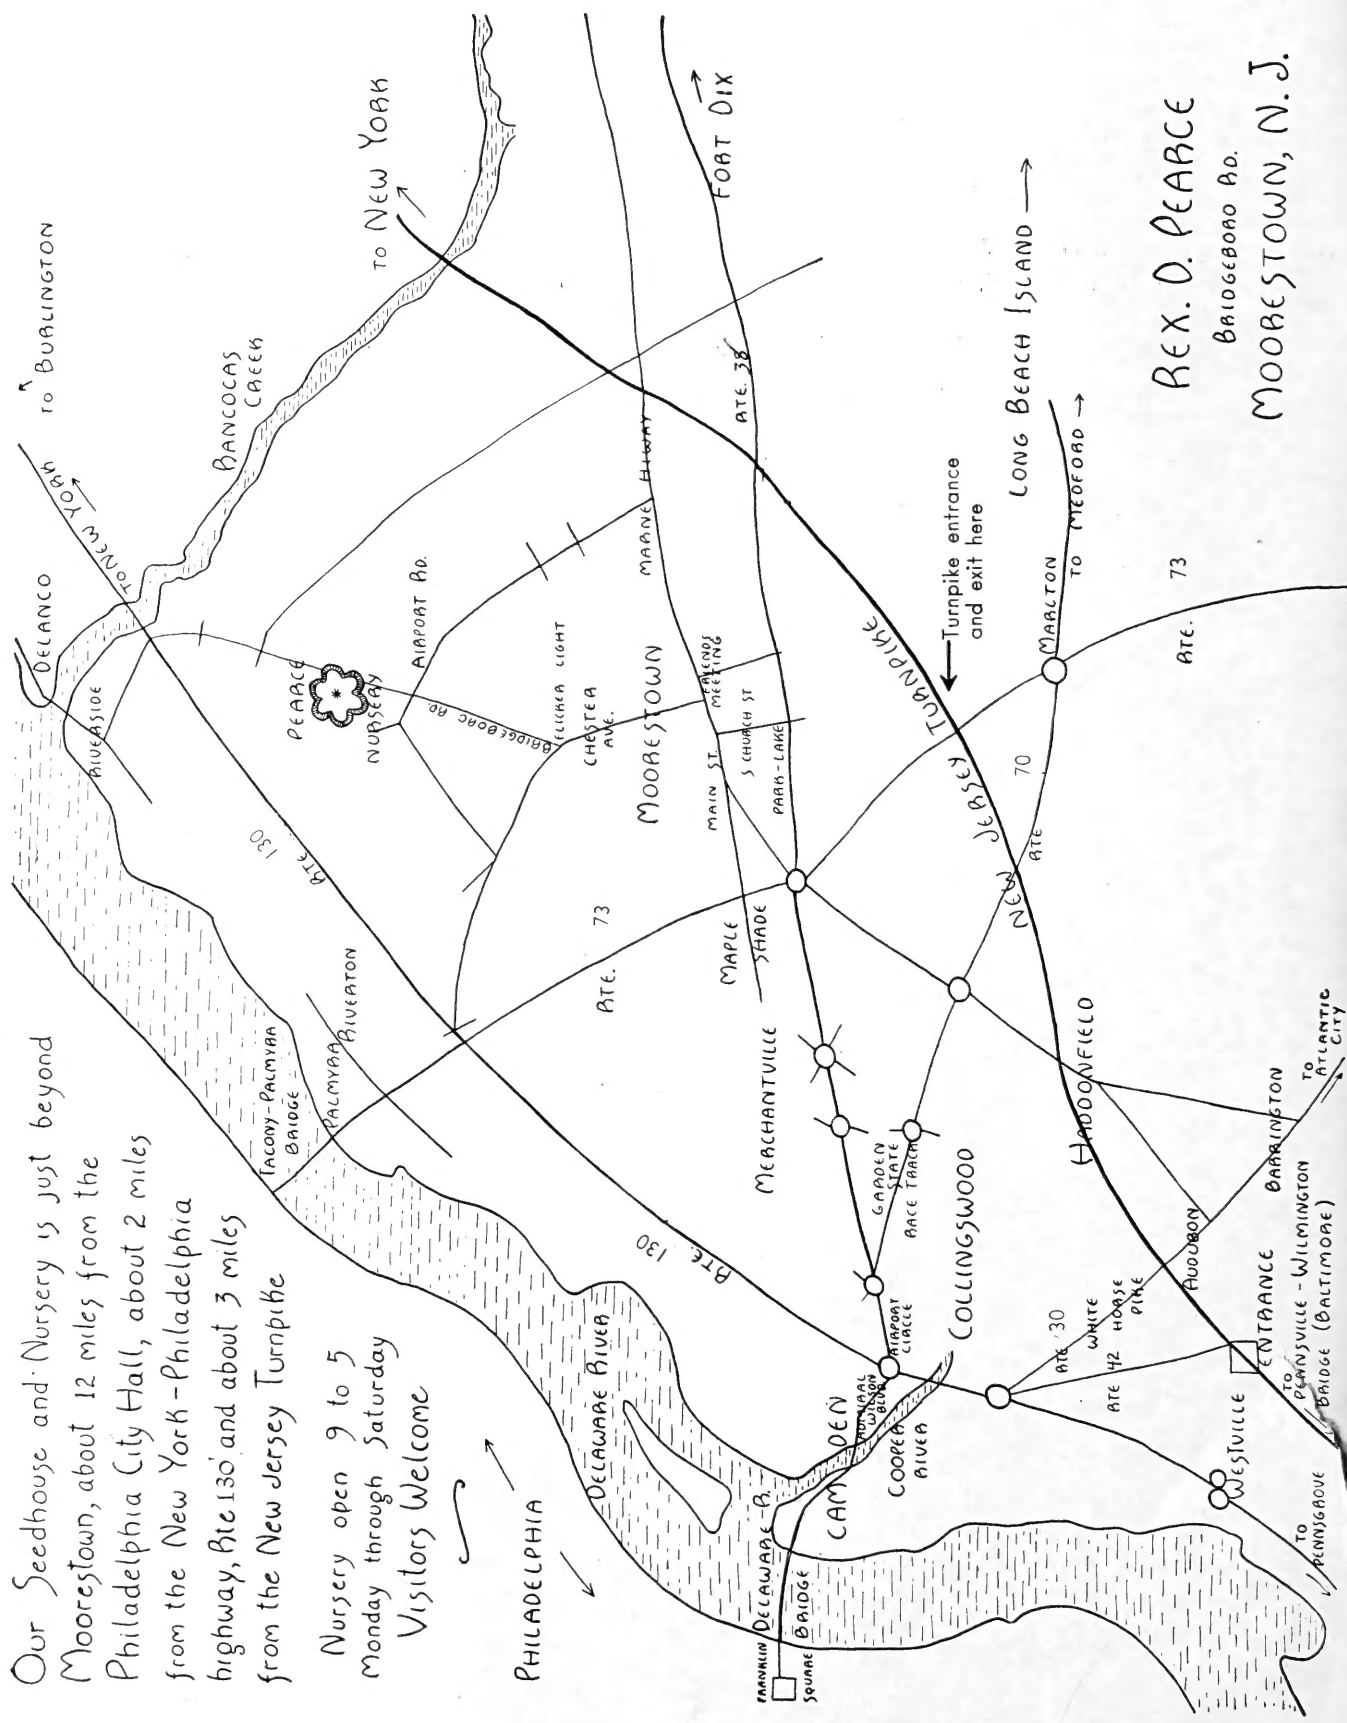 Our Seedhouse and Nursery is just beyond
Moorestown, about 12 miles from the
Philadelphia City Hall, about 2 miles
from the New York-Philadelphia
highway, Rte 130 and about 3 miles
from the New Jersey Turnpike
Nursery open 9 to 5
Monday through Saturday
Visitors Welcome
PHILADELPHIA
TO BURLINGTON
TO NEW YORK
DELANCO
RIVERSIDE
RANCOCAS
CREEK
TO NEW YORK
PEARCE
NURSERY
AIRPORT RD.
BRIDGEBORO RD.
FLICKER LIGHT
CHESTER
AVE.
RTE 130
TACONY-PALMYRA
BRIDGE
PALMYRA
RIVERTON
RTE. 73
MOORESTOWN
MARNE HIWAY
FRIENDS
MEETING
MAIN ST.
S CHURCH ST
PARK-LAKE
RTE. 38
FORT DIX
MAPLE
SHADE
MERCHANTVILLE
RTE. 130
DELAWARE RIVER
GARDEN
STATE
RACE TRACK
AIRPORT
CIRCLE
COLLINGSWOOD
ADMIRAL
WILSON
BLVD
COOPER
RIVER
CAMDEN
DELAWARE R.
BRIDGE
FRANKLIN
SQUARE
NEW JERSEY TURNPIKE
Turnpike entrance
and exit here
LONG BEACH ISLAND
TO MEDFORD
MARLTON
RTE. 73
RTE 70
HADDONFIELD
BARRINGTON
TO
ATLANTIC
CITY
AUDUBON
RTE 30
WHITE
HORSE
PIKE
RTE 42
ENTRANCE
TO
PENNSVILLE-WILMINGTON
BRIDGE (BALTIMORE)
WESTVILLE
TO
PENNSGROVE
REX. D. PEARCE
BRIDGEBORO RD.
MOORESTOWN, N.J.